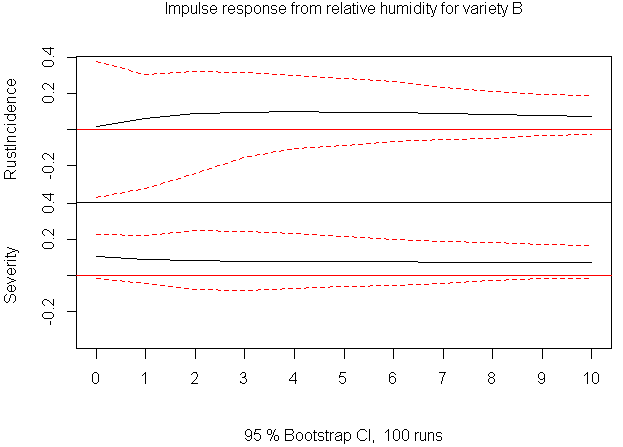 Impulse response from relative humidity for variety B
RustIncidence
0.4
0.2
-0.2
Severity
0.4
0.2
-0.2
0 1 2 3 4 5 6 7 8 9 10
95 % Bootstrap CI, 100 runs